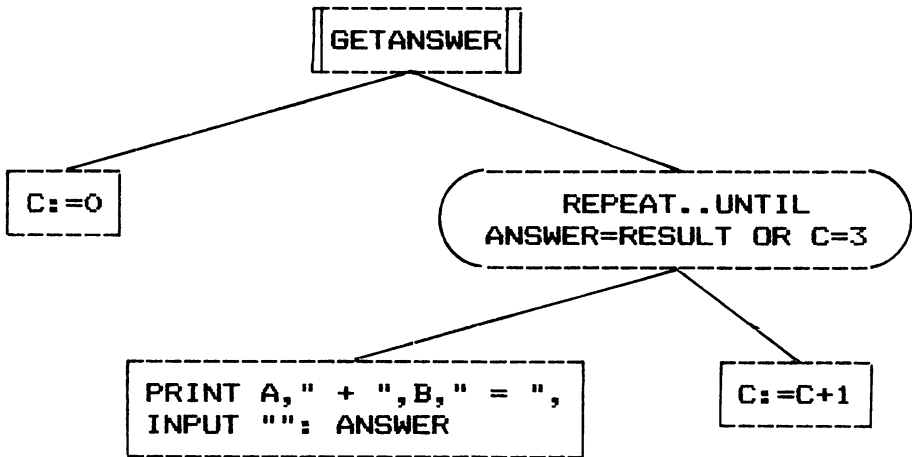 GETANSWER
C:=0
REPEAT..UNTIL
ANSWER=RESULT OR C=3
PRINT A," + ",B," = ",
INPUT "": ANSWER
C:=C+1